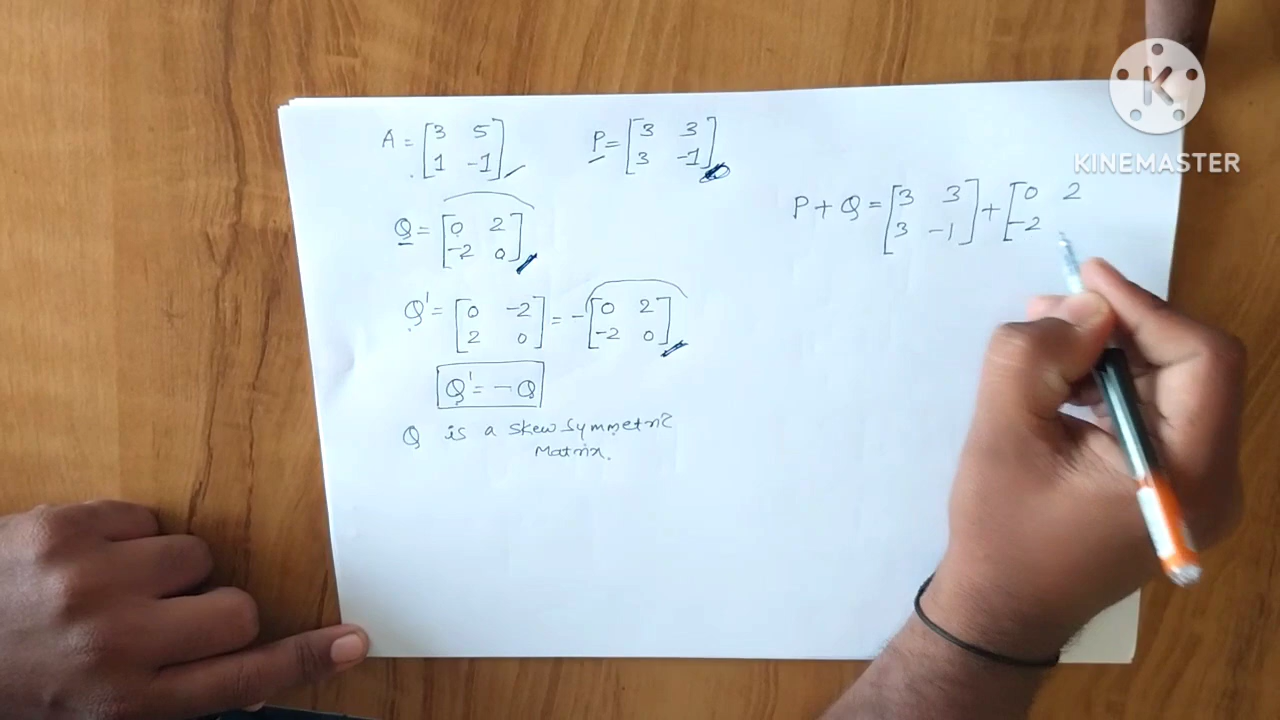 A = [3 5
1 -1]
P = [3 3
3 -1]
Q = [0 2
-2 0]
Q' = [0 -2
2 0] = -[0 2
-2 0]
Q' = -Q
Q is a skew symmetric
Matrix.
P + Q = [3 3
3 -1] + [0 2
-2
KINEMASTER